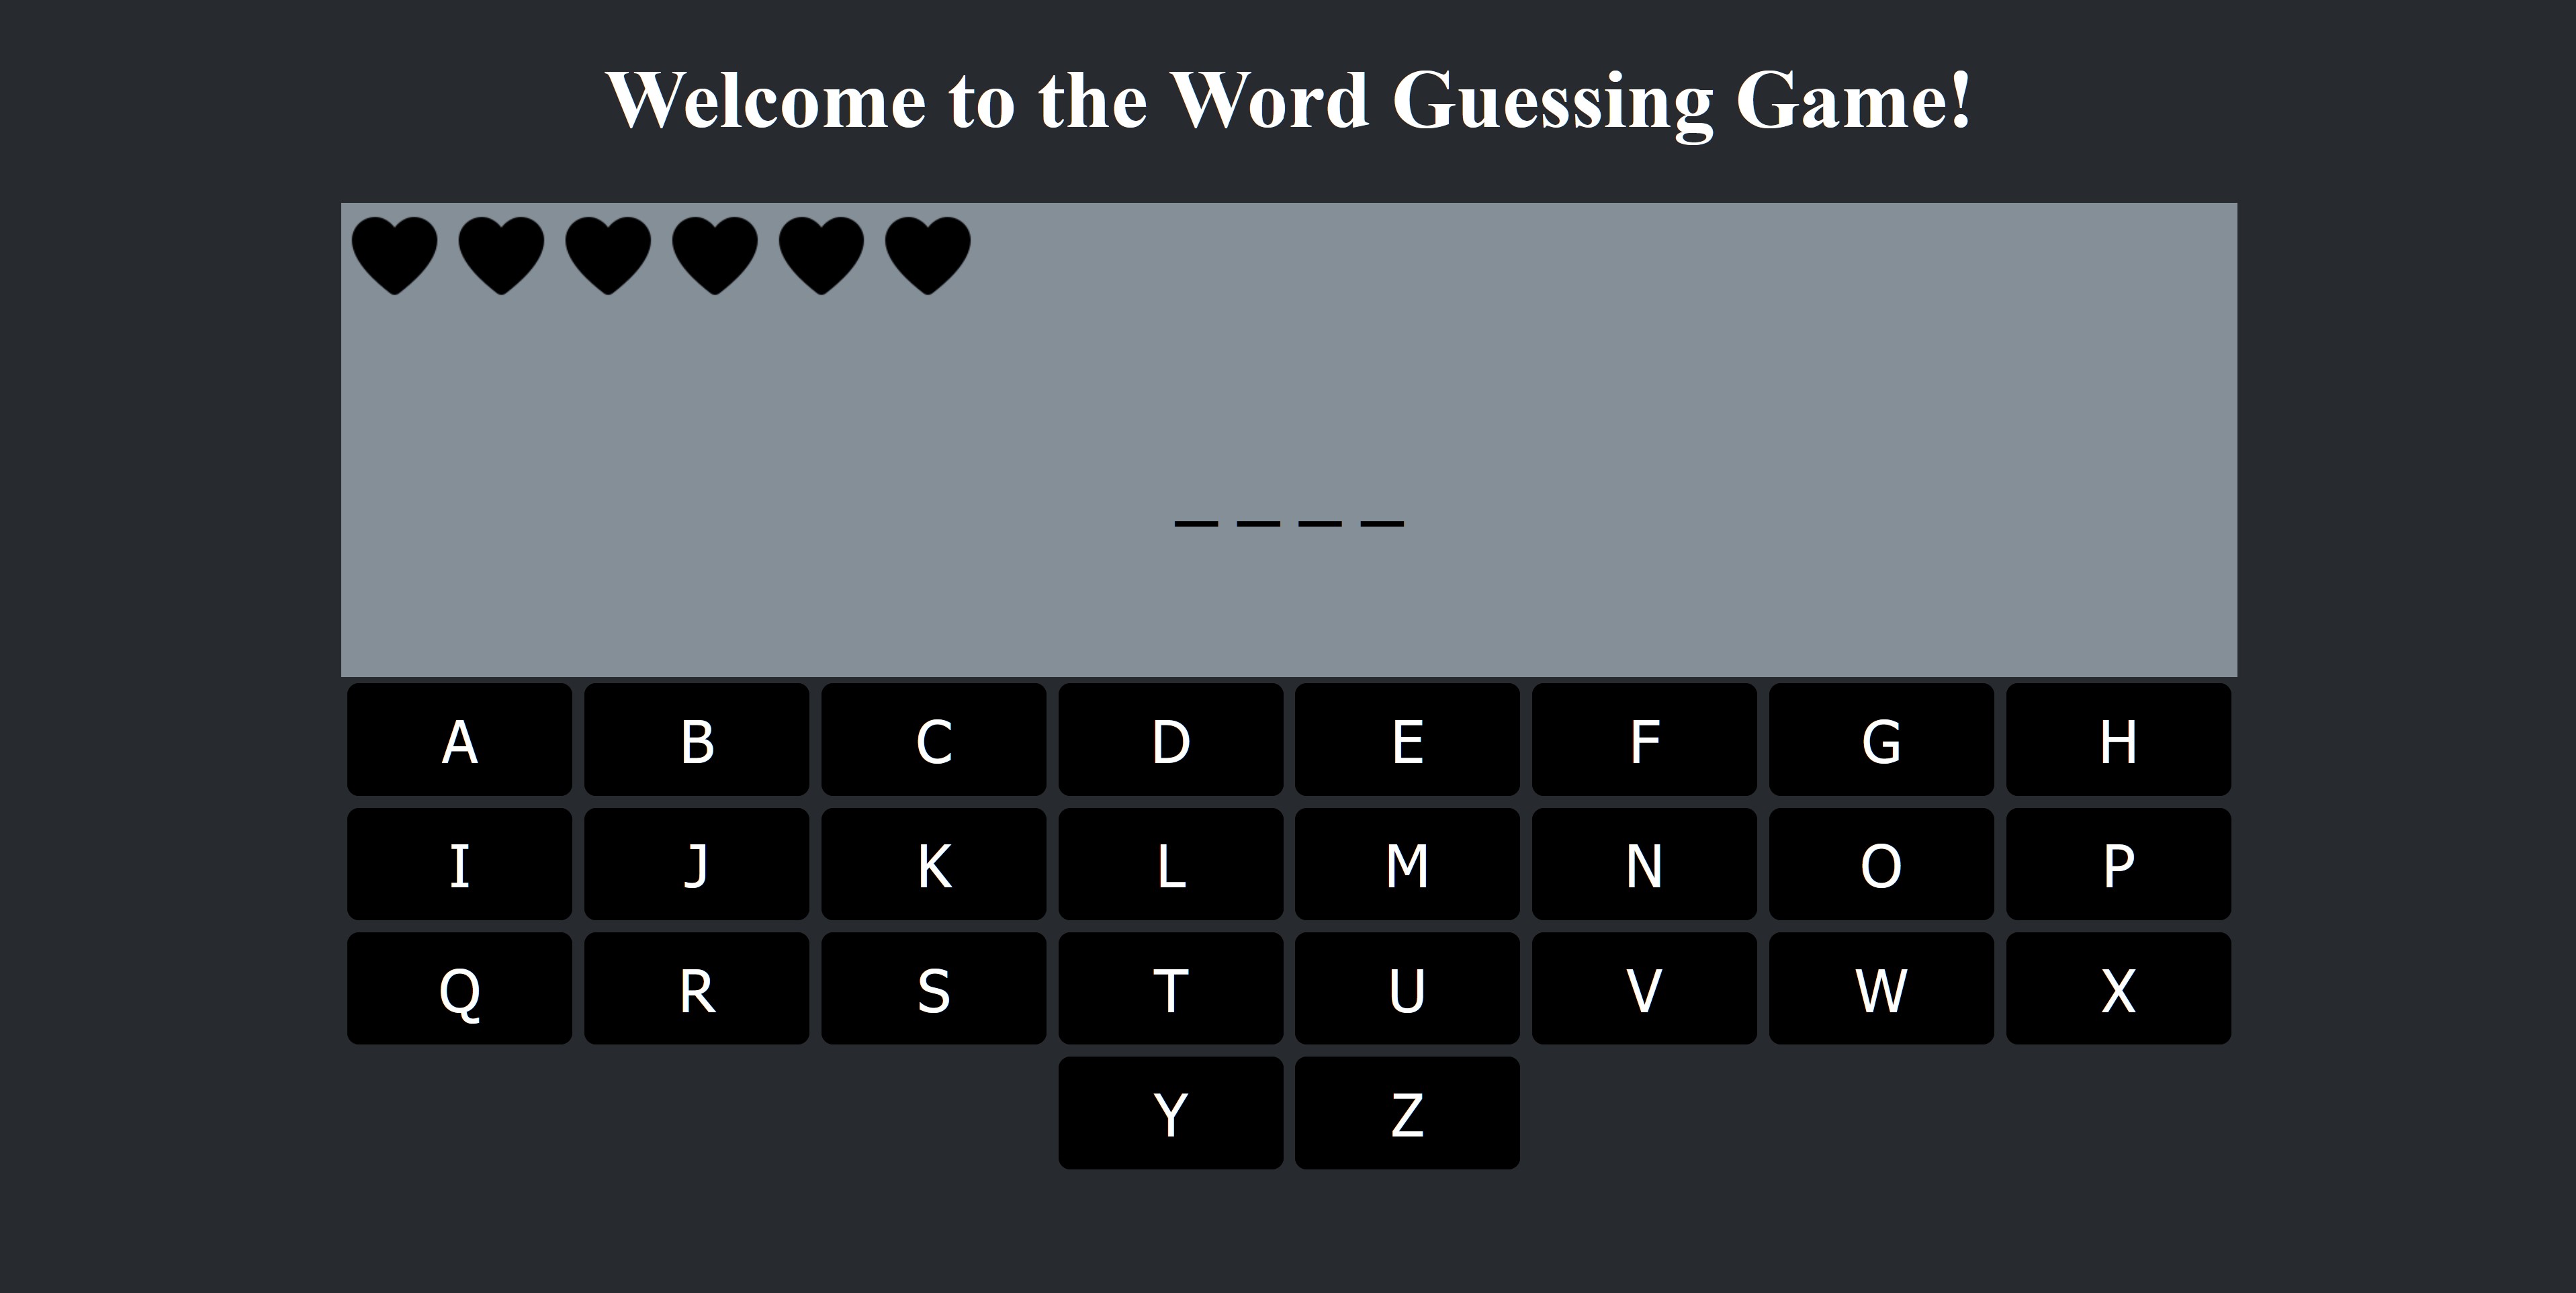 Welcome to the Word Guessing Game!
_ _ _ _
A B C D E F G H
I J K L M N O P
Q R S T U V W X
Y Z